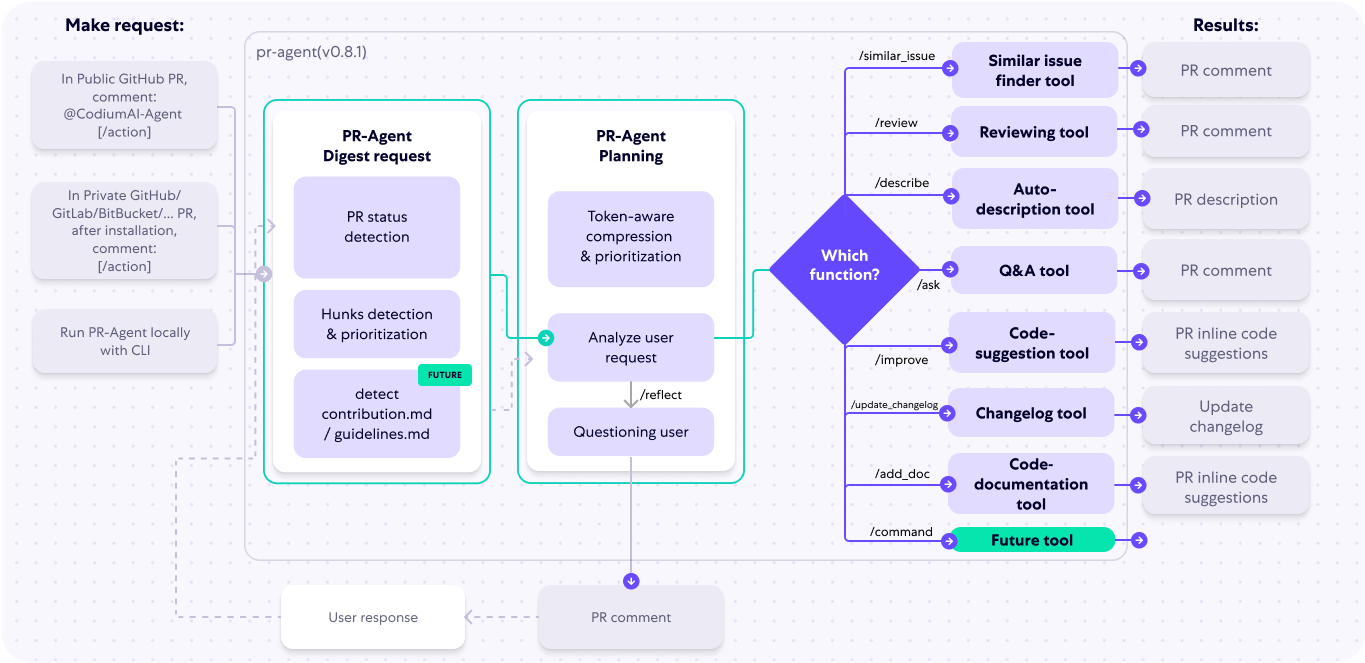 Make request:
In Public GitHub PR,
comment:
@CodiumAI-Agent
[/action]
In Private GitHub/
GitLab/BitBucket/... PR,
after installation,
comment:
[/action]
Run PR-Agent locally
with CLI
pr-agent(v0.8.1)
PR-Agent
Digest request
PR status
detection
Hunks detection
& prioritization
FUTURE
detect
contribution.md
/ guidelines.md
PR-Agent
Planning
Token-aware
compression
& prioritization
Analyze user
request
/reflect
Questioning user
Which
function?
/similar_issue
Similar issue
finder tool
/review
Reviewing tool
/describe
Auto-
description tool
/ask
Q&A tool
/improve
Code-
suggestion tool
/update_changelog
Changelog tool
/add_doc
Code-
documentation
tool
/command
Future tool
Results:
PR comment
PR comment
PR description
PR comment
PR inline code
suggestions
Update
changelog
PR inline code
suggestions
User response
PR comment